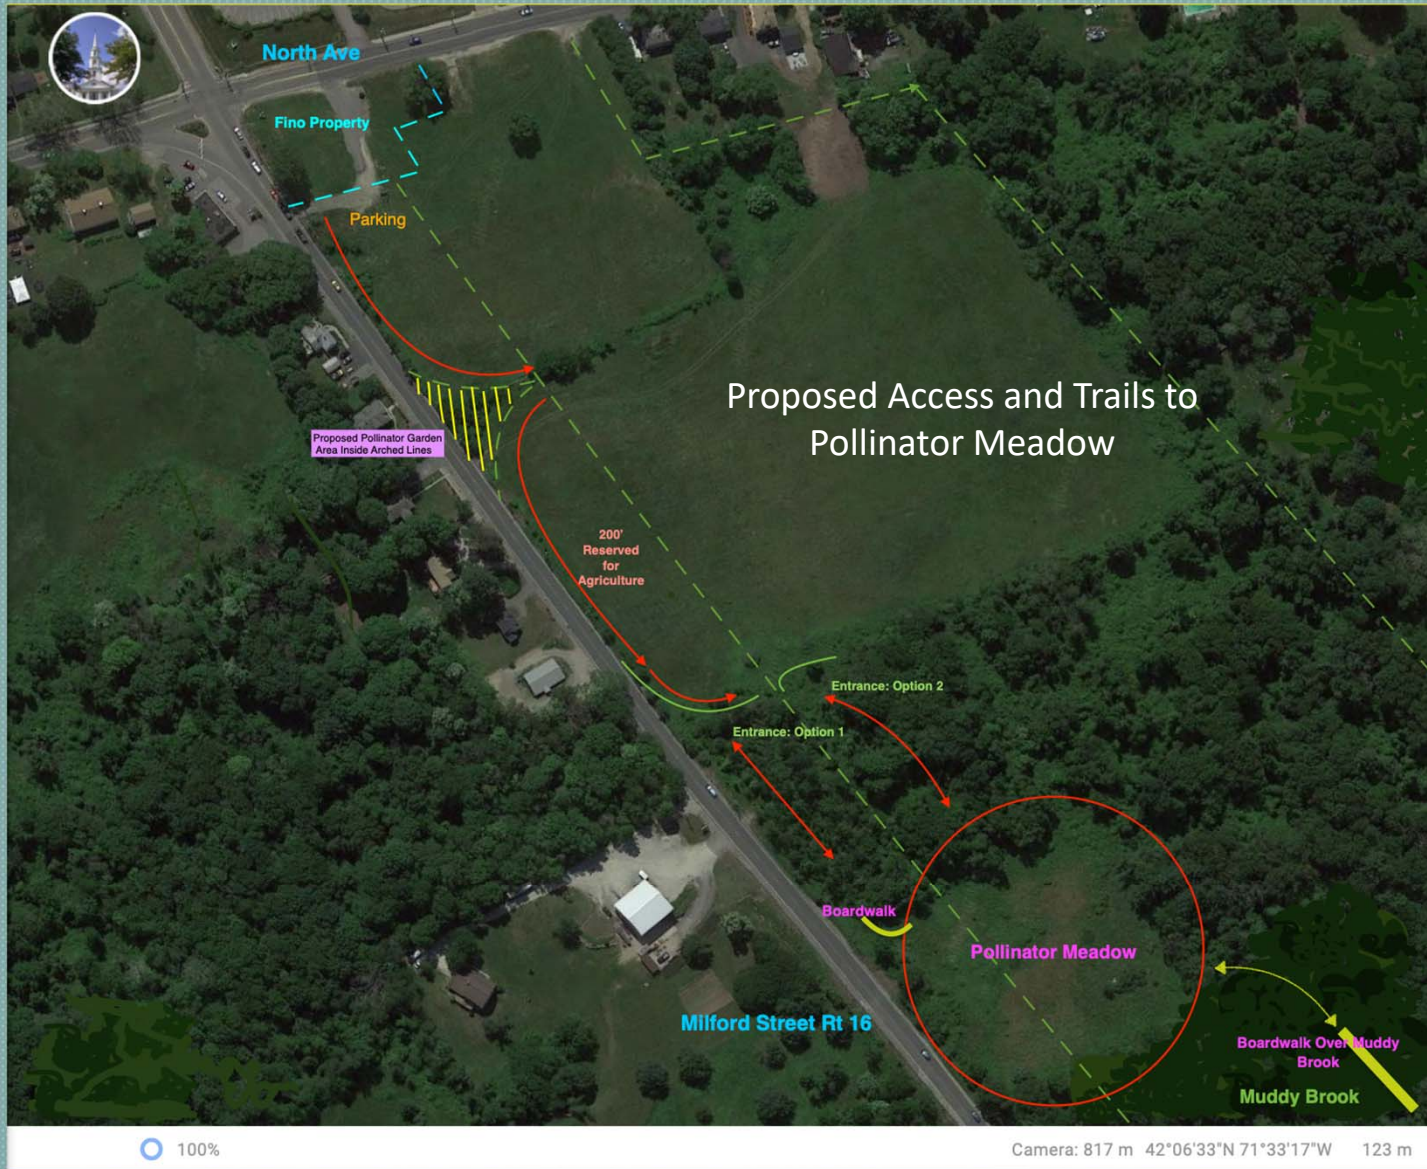 North Ave
Fino Property
Parking
Proposed Access and Trails to
Pollinator Meadow
Proposed Pollinator Garden
Area Inside Arched Lines
200'
Reserved
for
Agriculture
Entrance: Option 2
Entrance: Option 1
Boardwalk
Pollinator Meadow
Milford Street Rt 16
Boardwalk Over Muddy
Brook
Muddy Brook
100%
Camera: 817 m 42°06'33"N 71°33'17"W 123 m